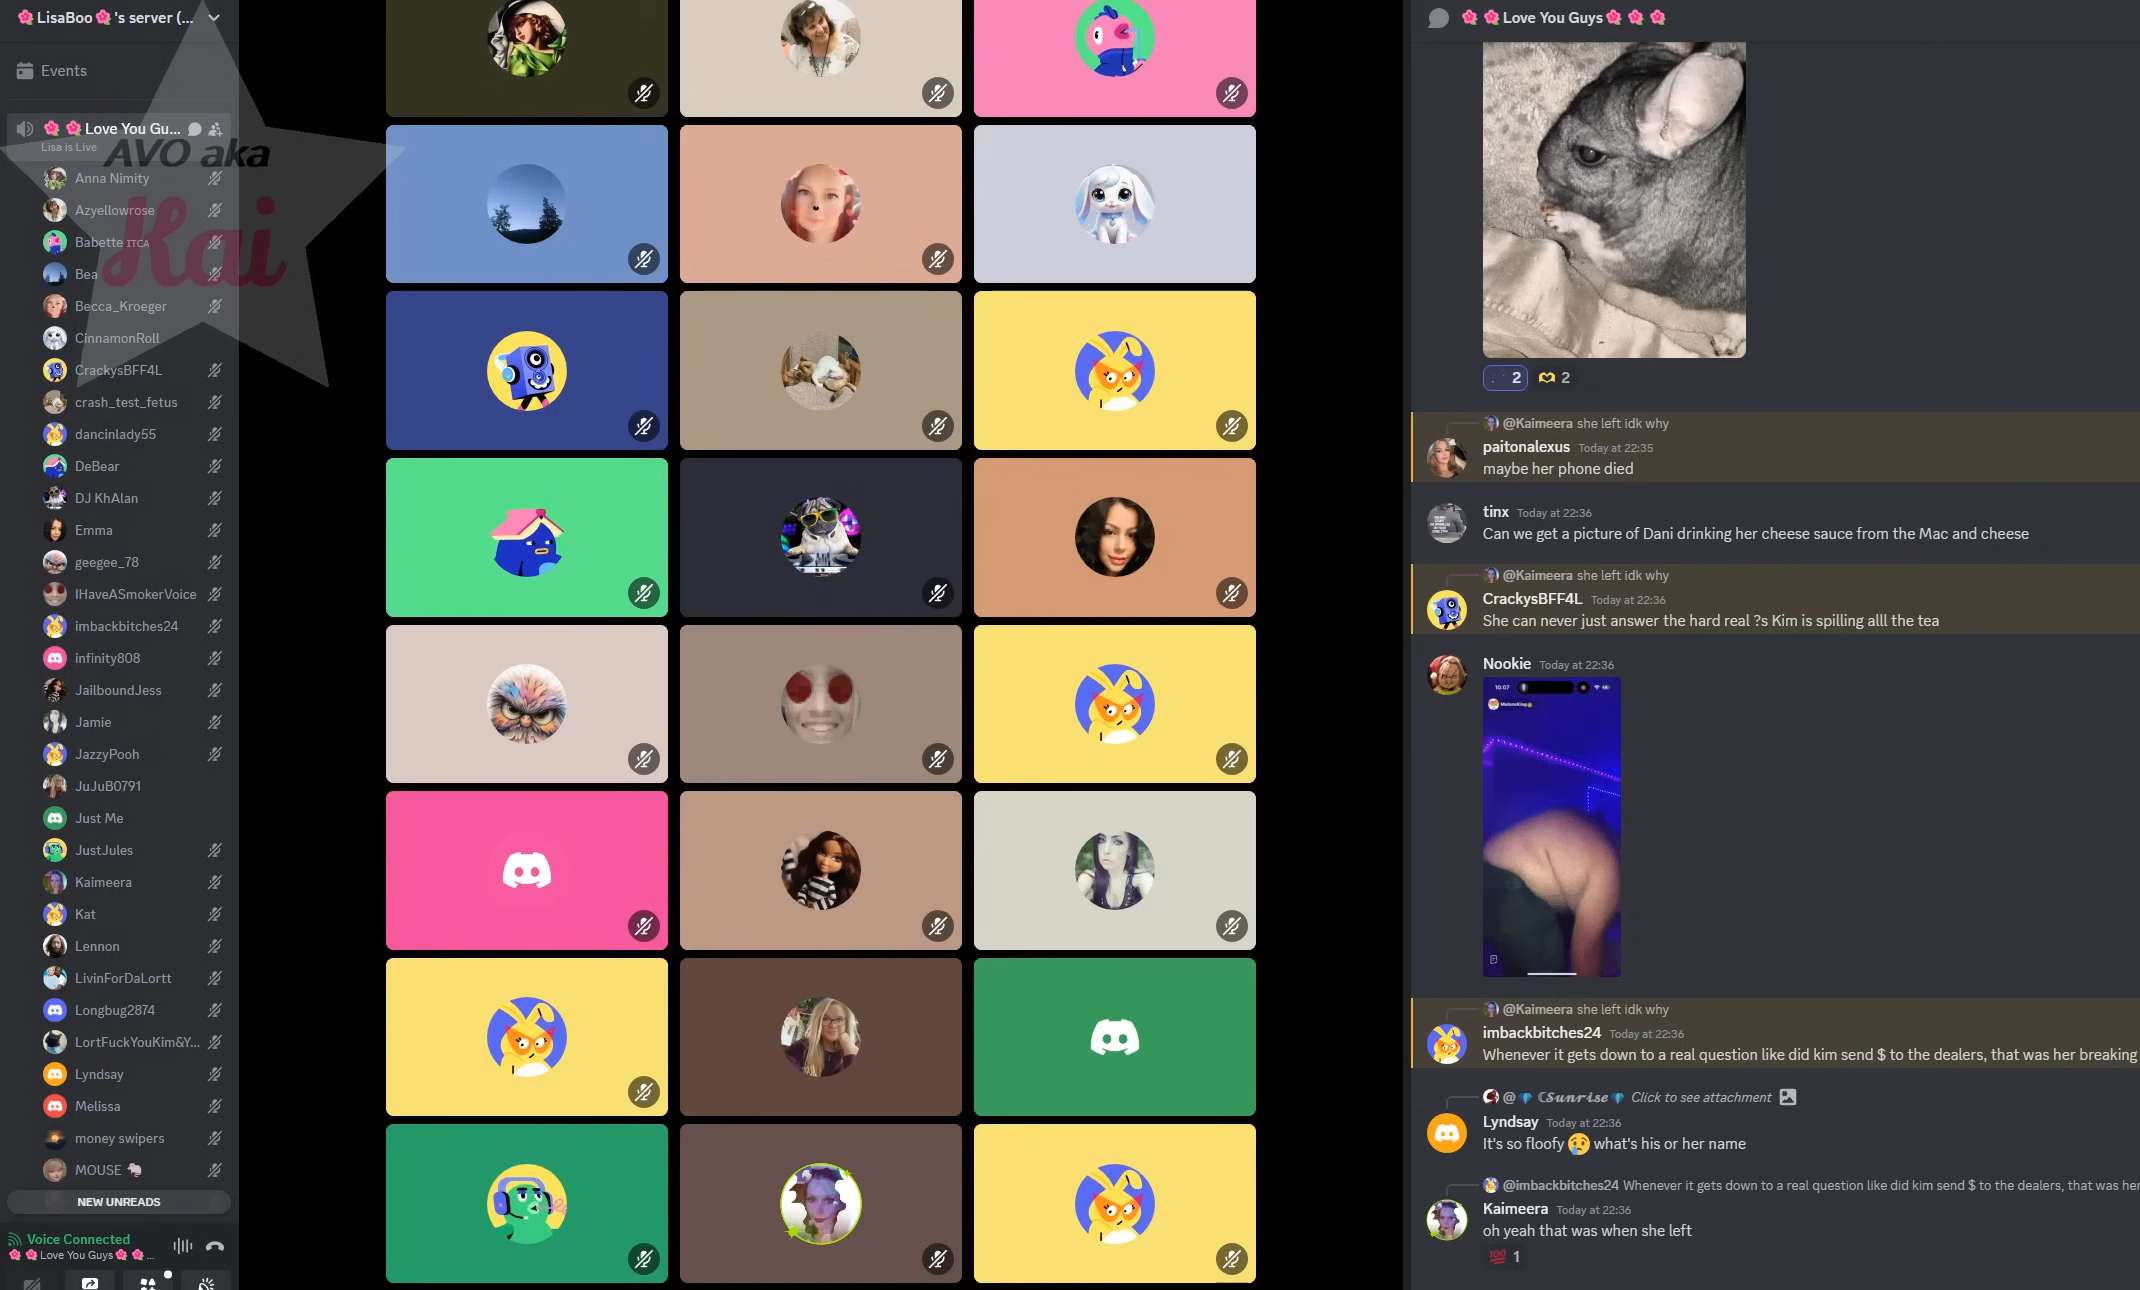 LisaBoo 's server (...
Events
Love You Gu...
Lisa is Live
AVO aka
Kai
Anna Nimity
Azyellowrose
Babette ITCA
Bea
Becca_Kroeger
CinnamonRoll
CrackysBFF4L
crash_test_fetus
dancinlady55
DeBear
DJ KhAlan
Emma
geegee_78
IHaveASmokerVoice
imbackbitches24
infinity808
JailboundJess
Jamie
JazzyPooh
JuJuB0791
Just Me
JustJules
Kaimeera
Kat
Lennon
LivinForDaLortt
Longbug2874
LortFuckYouKim&Y...
Lyndsay
Melissa
money swipers
MOUSE
NEW UNREADS
Voice Connected
Love You Guys ...
Love You Guys
2 2
@Kaimeera she left idk why
paitonalexus Today at 22:35
maybe her phone died
tinx Today at 22:36
Can we get a picture of Dani drinking her cheese sauce from the Mac and cheese
@Kaimeera she left idk why
CrackysBFF4L Today at 22:36
She can never just answer the hard real ?s Kim is spilling alll the tea
Nookie Today at 22:36
10:07
@Kaimeera she left idk why
imbackbitches24 Today at 22:36
Whenever it gets down to a real question like did kim send $ to the dealers, that was her breaking
@ ☾𝓢𝓾𝓷𝓻𝓲𝓼𝓮 Click to see attachment
Lyndsay Today at 22:36
It's so floofy what's his or her name
@imbackbitches24 Whenever it gets down to a real question like did kim send $ to the dealers, that was her
Kaimeera Today at 22:36
oh yeah that was when she left
100 1